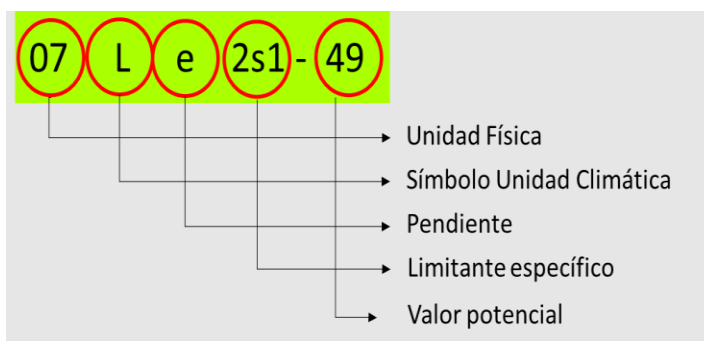 07 L e 2s1 - 49
Unidad Física
Símbolo Unidad Climática
Pendiente
Limitante específico
Valor potencial